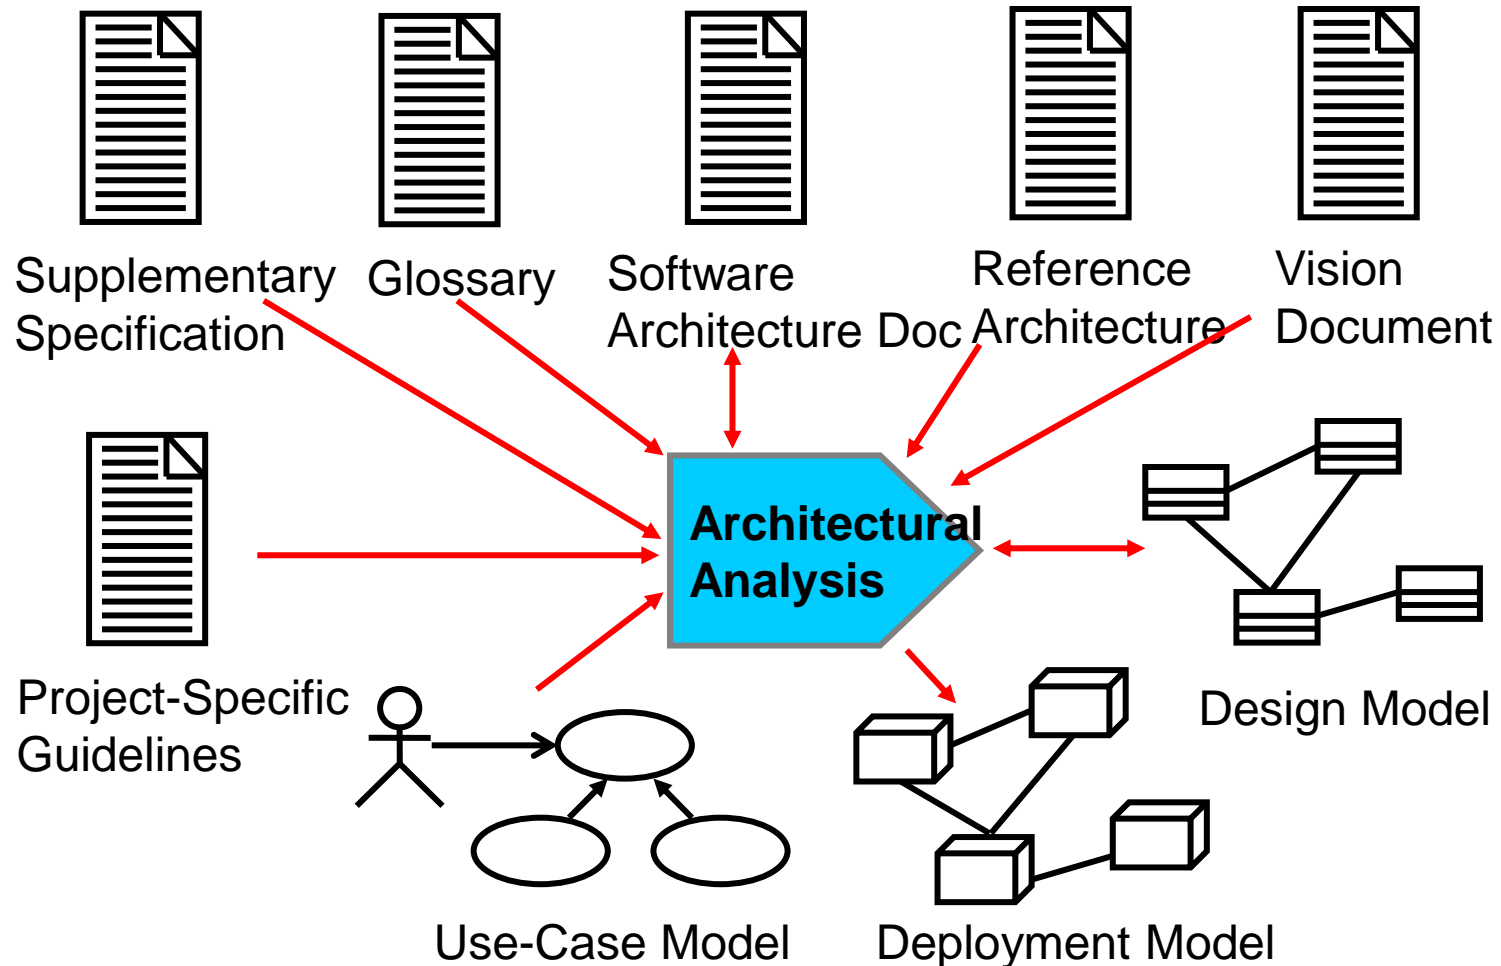 Supplementary
Specification
Glossary
Software
Architecture Doc
Reference
Architecture
Vision
Document
Architectural
Analysis
Project-Specific
Guidelines
Design Model
Use-Case Model
Deployment Model